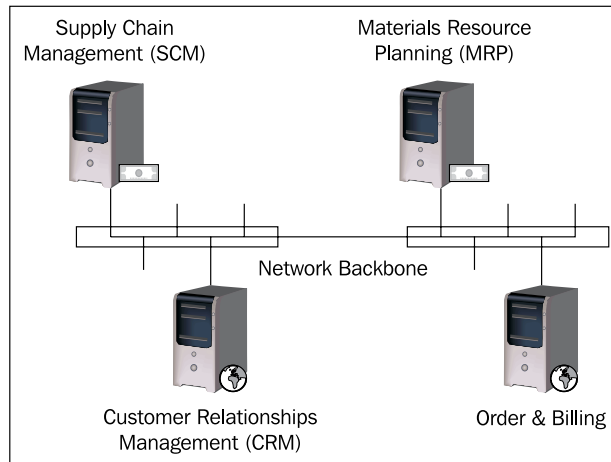 Supply Chain
Management (SCM)
Materials Resource
Planning (MRP)
Network Backbone
Customer Relationships
Management (CRM)
Order & Billing